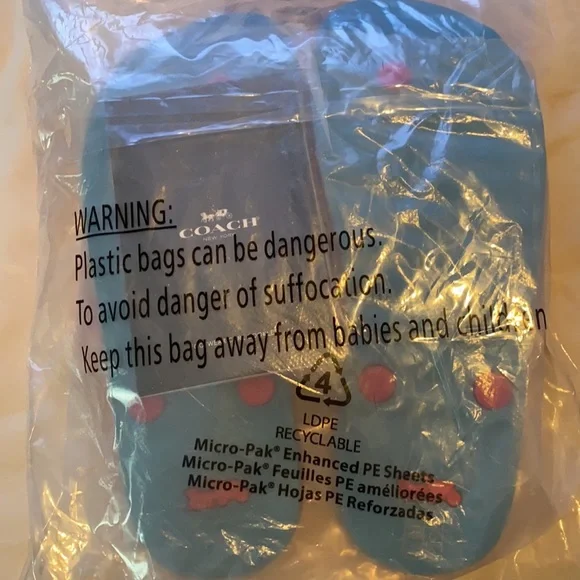 COACH
NEW YORK
WARNING:
Plastic bags can be dangerous.
To avoid danger of suffocation.
Keep this bag away from babies and children
4
LDPE
RECYCLABLE
Micro-Pak® Enhanced PE Sheets
Micro-Pak® Feuilles PE améliorées
Micro-Pak® Hojas PE Reforzadas